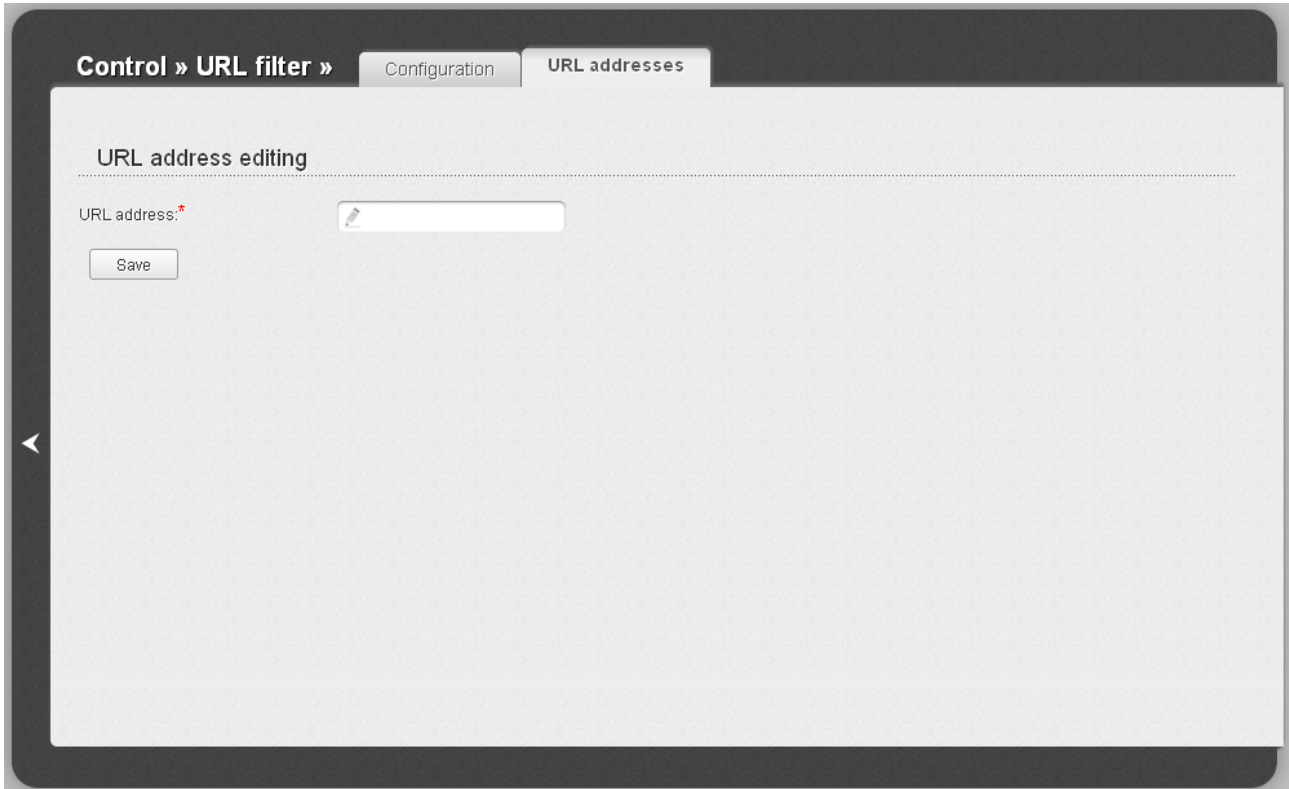 Control » URL filter » Configuration URL addresses
URL address editing
URL address:*
Save